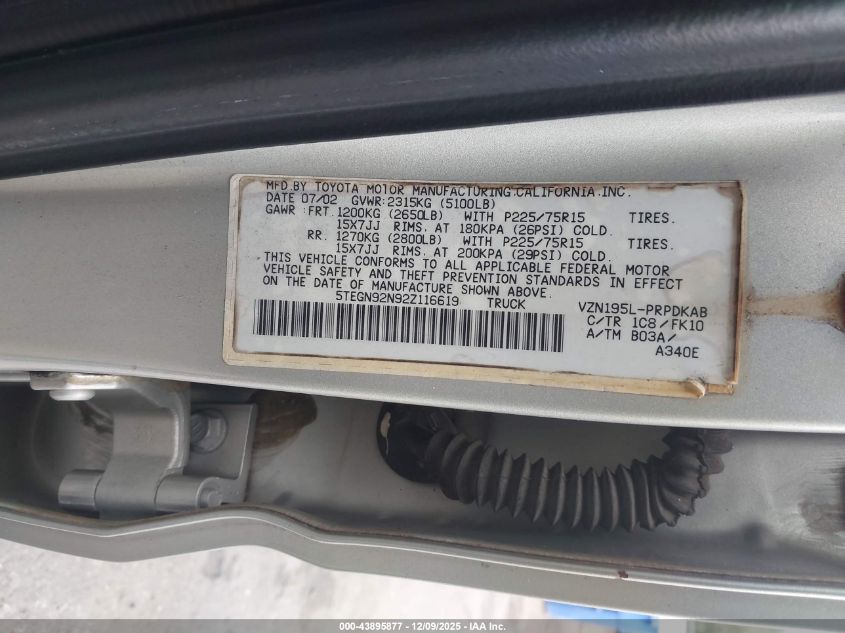 MFD.BY TOYOTA MOTOR MANUFACTURING.CALIFORNIA.INC.
DATE 07/02 GVWR:2315KG (5100LB)
GAWR : FRT. 1200KG (2650LB) WITH P225/75R15 TIRES.
15X7JJ RIMS. AT 180KPA (26PSI) COLD.
RR. 1270KG (2800LB) WITH P225/75R15 TIRES.
15X7JJ RIMS. AT 200KPA (29PSI) COLD.
THIS VEHICLE CONFORMS TO ALL APPLICABLE FEDERAL MOTOR
VEHICLE SAFETY AND THEFT PREVENTION STANDARDS IN EFFECT
ON THE DATE OF MANUFACTURE SHOWN ABOVE.
5TEGN92N92Z116619 TRUCK
VZN195L-PRPDKAB
C/TR 1C8/FK10
A/TM B03A/
A340E
000-43895877 - 12/09/2025 - IAA Inc.